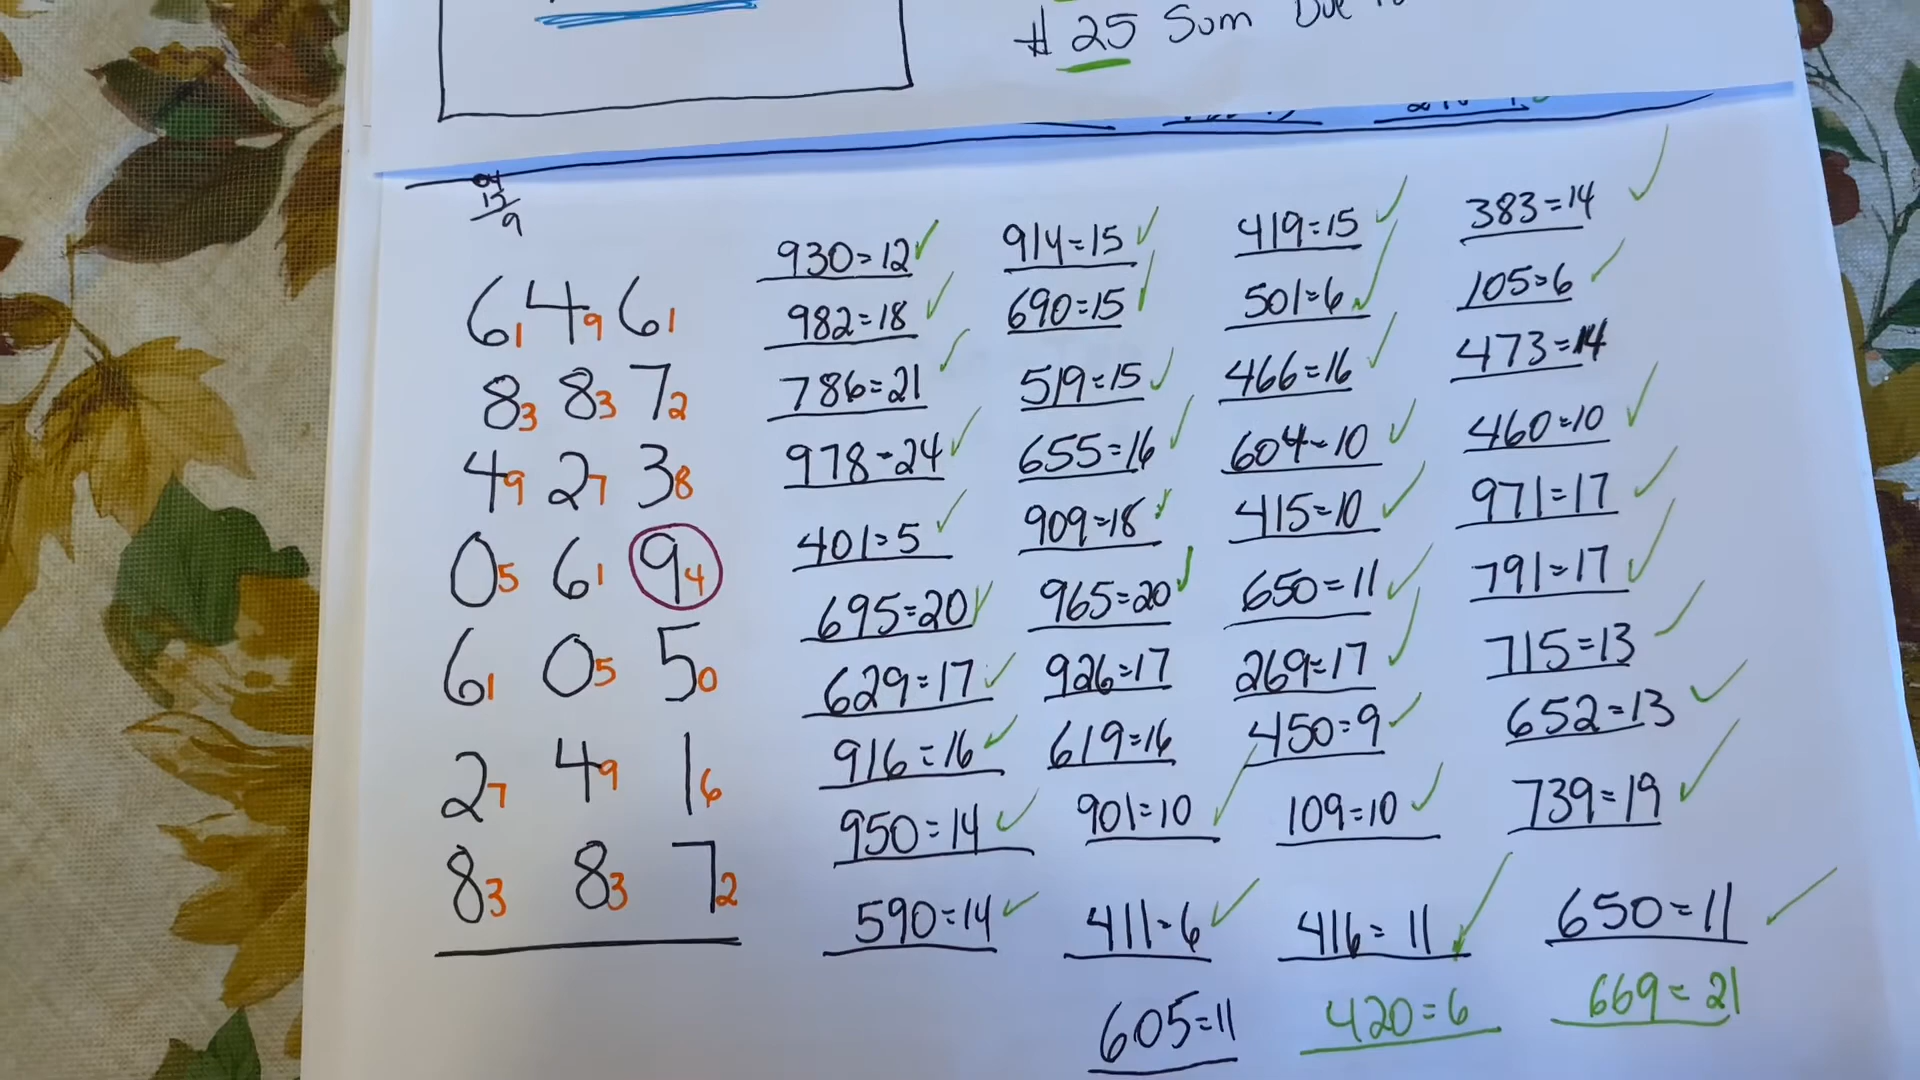 # 25 Sum Due
04
13
9
930=12 914=15 419=15 383=14
6 1 4 9 6 1 982=18 690=15 501=6 105=6
8 3 8 3 7 2 786=21 519=15 466=16 473=14
4 9 2 7 3 8 978=24 655=16 604=10 460=10
0 5 6 1 9 4 401=5 909=18 415=10 971=17
6 1 0 5 5 0 695=20 965=20 650=11 791=17
629=17 926=17 269=17 715=13
2 7 4 9 1 6 916=16 619=16 450=9 652=13
8 3 8 3 7 2 950=14 901=10 109=10 739=19
590=14 411=6 416=11 650=11
605=11 420=6 669=21